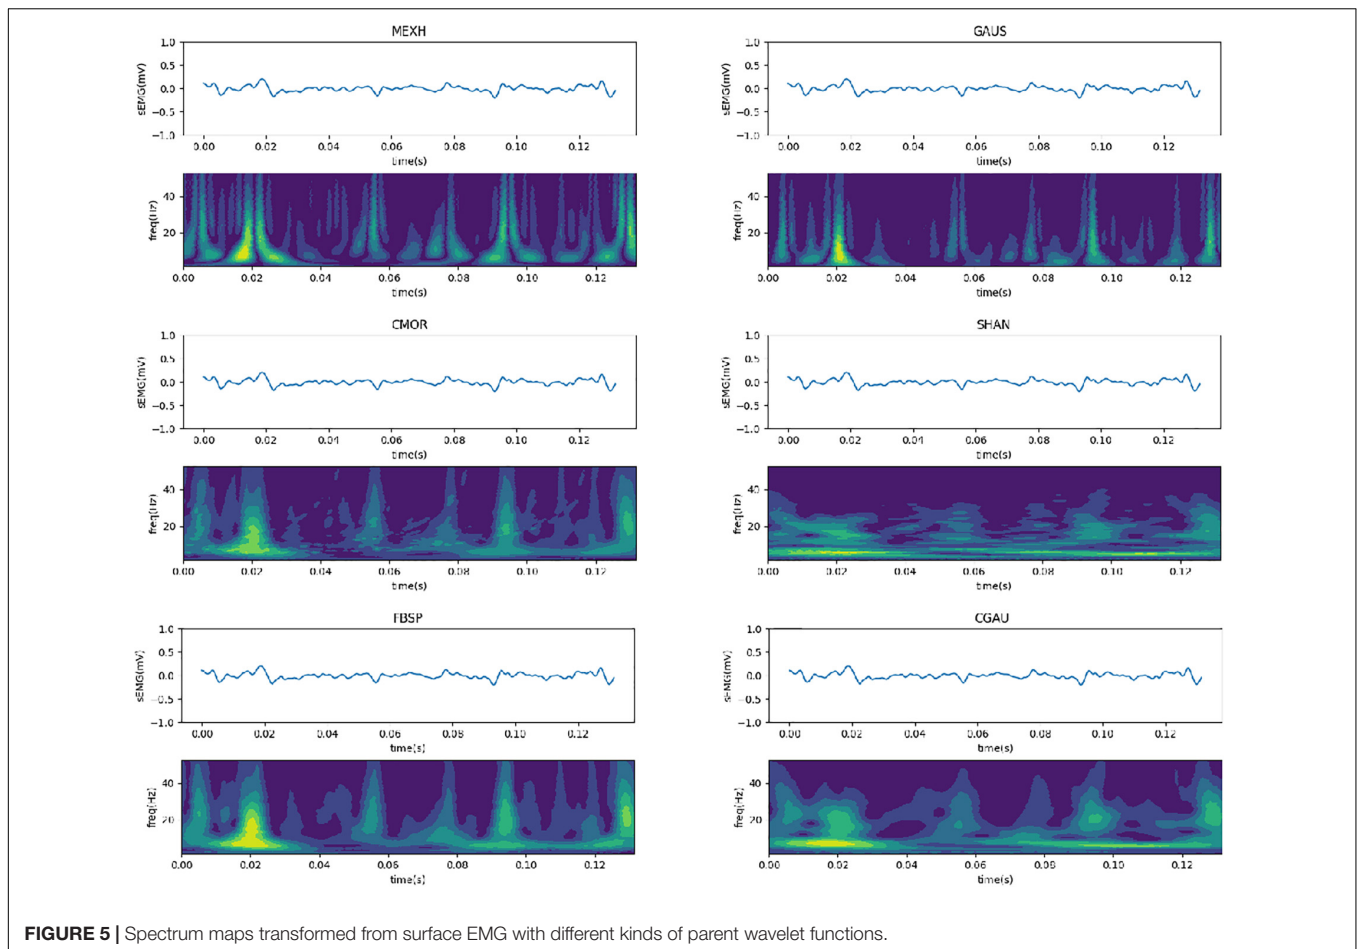 MEXH
1.0
0.5
0.0
−0.5
−1.0
sEMG(mV)
0.00 0.02 0.04 0.06 0.08 0.10 0.12
time(s)
40
20
freq(Hz)
0.00 0.02 0.04 0.06 0.08 0.10 0.12
time(s)
GAUS
1.0
0.5
0.0
−0.5
−1.0
sEMG(mV)
0.00 0.02 0.04 0.06 0.08 0.10 0.12
time(s)
40
20
freq(Hz)
0.00 0.02 0.04 0.06 0.08 0.10 0.12
time(s)
CMOR
1.0
0.5
0.0
−0.5
−1.0
sEMG(mV)
0.00 0.02 0.04 0.06 0.08 0.10 0.12
time(s)
40
20
freq(Hz)
0.00 0.02 0.04 0.06 0.08 0.10 0.12
time(s)
SHAN
1.0
0.5
0.0
−0.5
−1.0
sEMG(mV)
0.00 0.02 0.04 0.06 0.08 0.10 0.12
time(s)
40
20
freq(Hz)
0.00 0.02 0.04 0.06 0.08 0.10 0.12
time(s)
FBSP
1.0
0.5
0.0
−0.5
−1.0
sEMG(mV)
0.00 0.02 0.04 0.06 0.08 0.10 0.12
time(s)
40
20
freq(Hz)
0.00 0.02 0.04 0.06 0.08 0.10 0.12
time(s)
CGAU
1.0
0.5
0.0
−0.5
−1.0
sEMG(mV)
0.00 0.02 0.04 0.06 0.08 0.10 0.12
time(s)
40
20
freq(Hz)
0.00 0.02 0.04 0.06 0.08 0.10 0.12
time(s)
FIGURE 5 | Spectrum maps transformed from surface EMG with different kinds of parent wavelet functions.